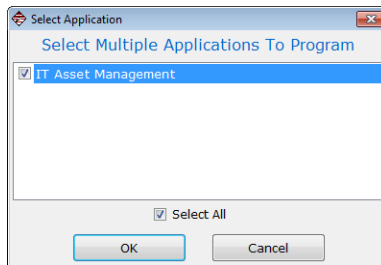 Select Application
Select Multiple Applications To Program
IT Asset Management
Select All
OK
Cancel